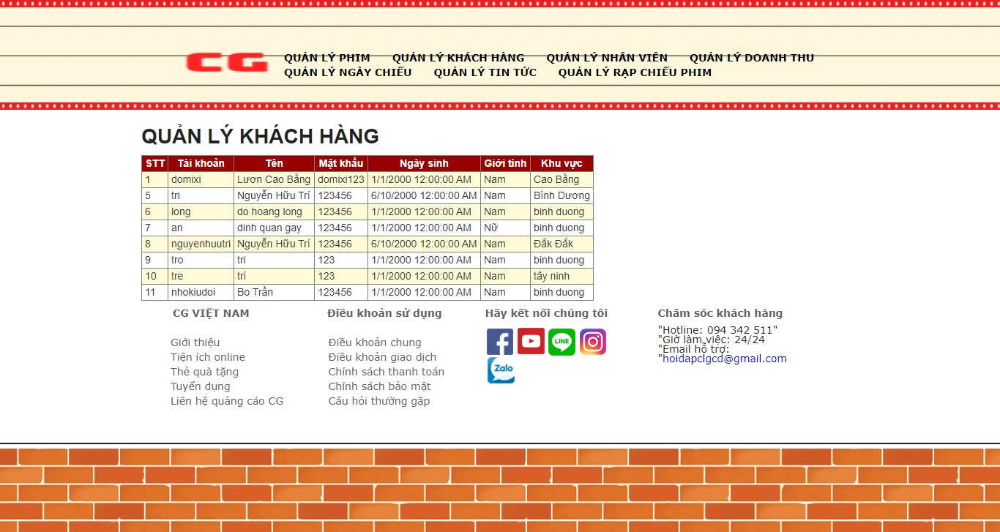 CG
QUẢN LÝ PHIM QUẢN LÝ KHÁCH HÀNG QUẢN LÝ NHÂN VIÊN QUẢN LÝ DOANH THU
QUẢN LÝ NGÀY CHIẾU QUẢN LÝ TIN TỨC QUẢN LÝ RẠP CHIẾU PHIM
QUẢN LÝ KHÁCH HÀNG
STT Tài khoản Tên Mật khẩu Ngày sinh Giới tính Khu vực
1 domixi Lươn Cao Bằng domixi123 1/1/2000 12:00:00 AM Nam Cao Bằng
5 tri Nguyễn Hữu Trí 123456 6/10/2000 12:00:00 AM Nam Bình Dương
6 long do hoang long 123456 1/1/2000 12:00:00 AM Nam binh duong
7 an dinh quan gay 123456 1/1/2000 12:00:00 AM Nữ binh duong
8 nguyenhuutri Nguyễn Hữu Trí 123456 6/10/2000 12:00:00 AM Nam Đắk Đắk
9 tro tri 123 1/1/2000 12:00:00 AM Nam binh duong
10 tre trí 123 1/1/2000 12:00:00 AM Nam tây ninh
11 nhokiudoi Bo Trần 123456 1/1/2000 12:00:00 AM Nam binh duong
CG VIỆT NAM
Giới thiệu
Tiện ích online
Thẻ quà tặng
Tuyển dụng
Liên hệ quảng cáo CG
Điều khoản sử dụng
Điều khoản chung
Điều khoản giao dịch
Chính sách thanh toán
Chính sách bảo mật
Câu hỏi thường gặp
Hãy kết nối chúng tôi
LINE
Zalo
Chăm sóc khách hàng
"Hotline: 094 342 511"
"Giờ làm việc: 24/24
"Email hỗ trợ:
"hoidapclgcd@gmail.com